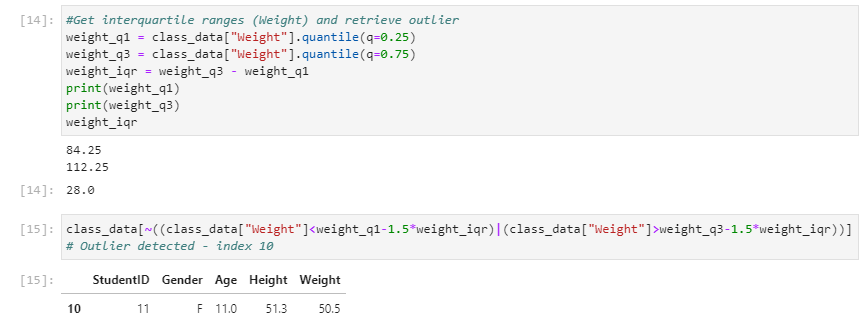 [14]: #Get interquartile ranges (Weight) and retrieve outlier
weight_q1 = class_data["Weight"].quantile(q=0.25)
weight_q3 = class_data["Weight"].quantile(q=0.75)
weight_iqr = weight_q3 - weight_q1
print(weight_q1)
print(weight_q3)
weight_iqr
84.25
112.25
[14]: 28.0
[15]: class_data[~((class_data["Weight"]<weight_q1-1.5*weight_iqr)|(class_data["Weight"]>weight_q3-1.5*weight_iqr))]
# Outlier detected - index 10
[15]: StudentID Gender Age Height Weight
10 11 F 11.0 51.3 50.5